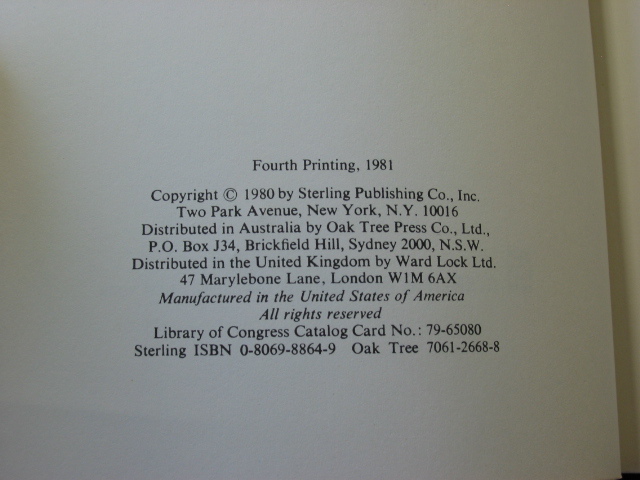 Fourth Printing, 1981
Copyright © 1980 by Sterling Publishing Co., Inc.
Two Park Avenue, New York, N.Y. 10016
Distributed in Australia by Oak Tree Press Co., Ltd.,
P.O. Box J34, Brickfield Hill, Sydney 2000, N.S.W.
Distributed in the United Kingdom by Ward Lock Ltd.
47 Marylebone Lane, London W1M 6AX
Manufactured in the United States of America
All rights reserved
Library of Congress Catalog Card No.: 79-65080
Sterling ISBN 0-8069-8864-9 Oak Tree 7061-2668-8